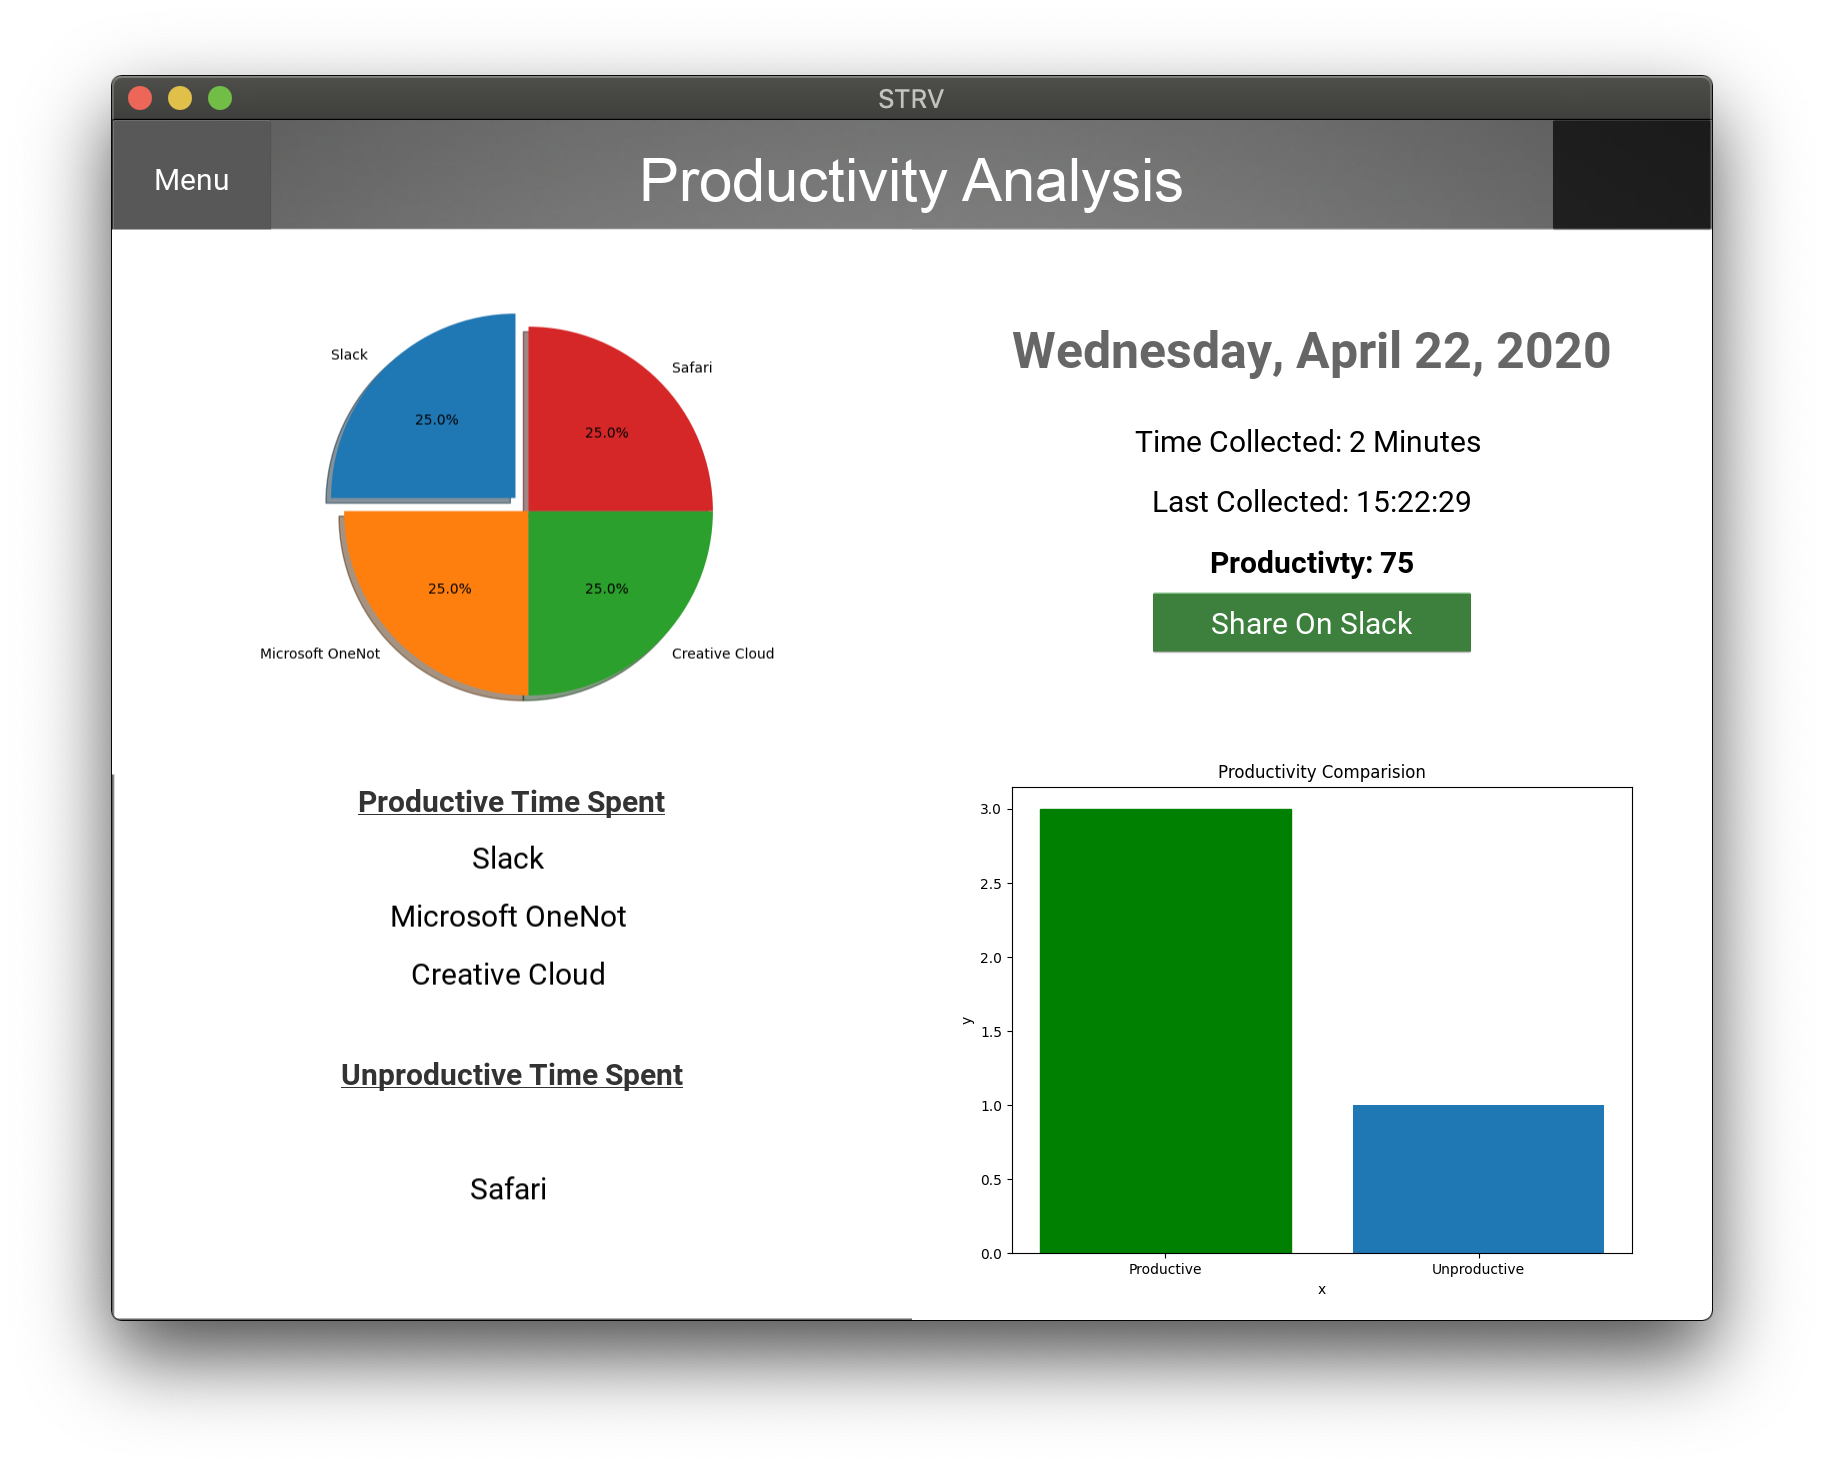 STRV
Menu
Productivity Analysis
Slack
Safari
25.0%
25.0%
25.0%
25.0%
Microsoft OneNot
Creative Cloud
Wednesday, April 22, 2020
Time Collected: 2 Minutes
Last Collected: 15:22:29
Productivty: 75
Share On Slack
Productive Time Spent
Slack
Microsoft OneNot
Creative Cloud
Unproductive Time Spent
Safari
Productivity Comparision
3.0
2.5
2.0
1.5
1.0
0.5
0.0
y
Productive
Unproductive
x